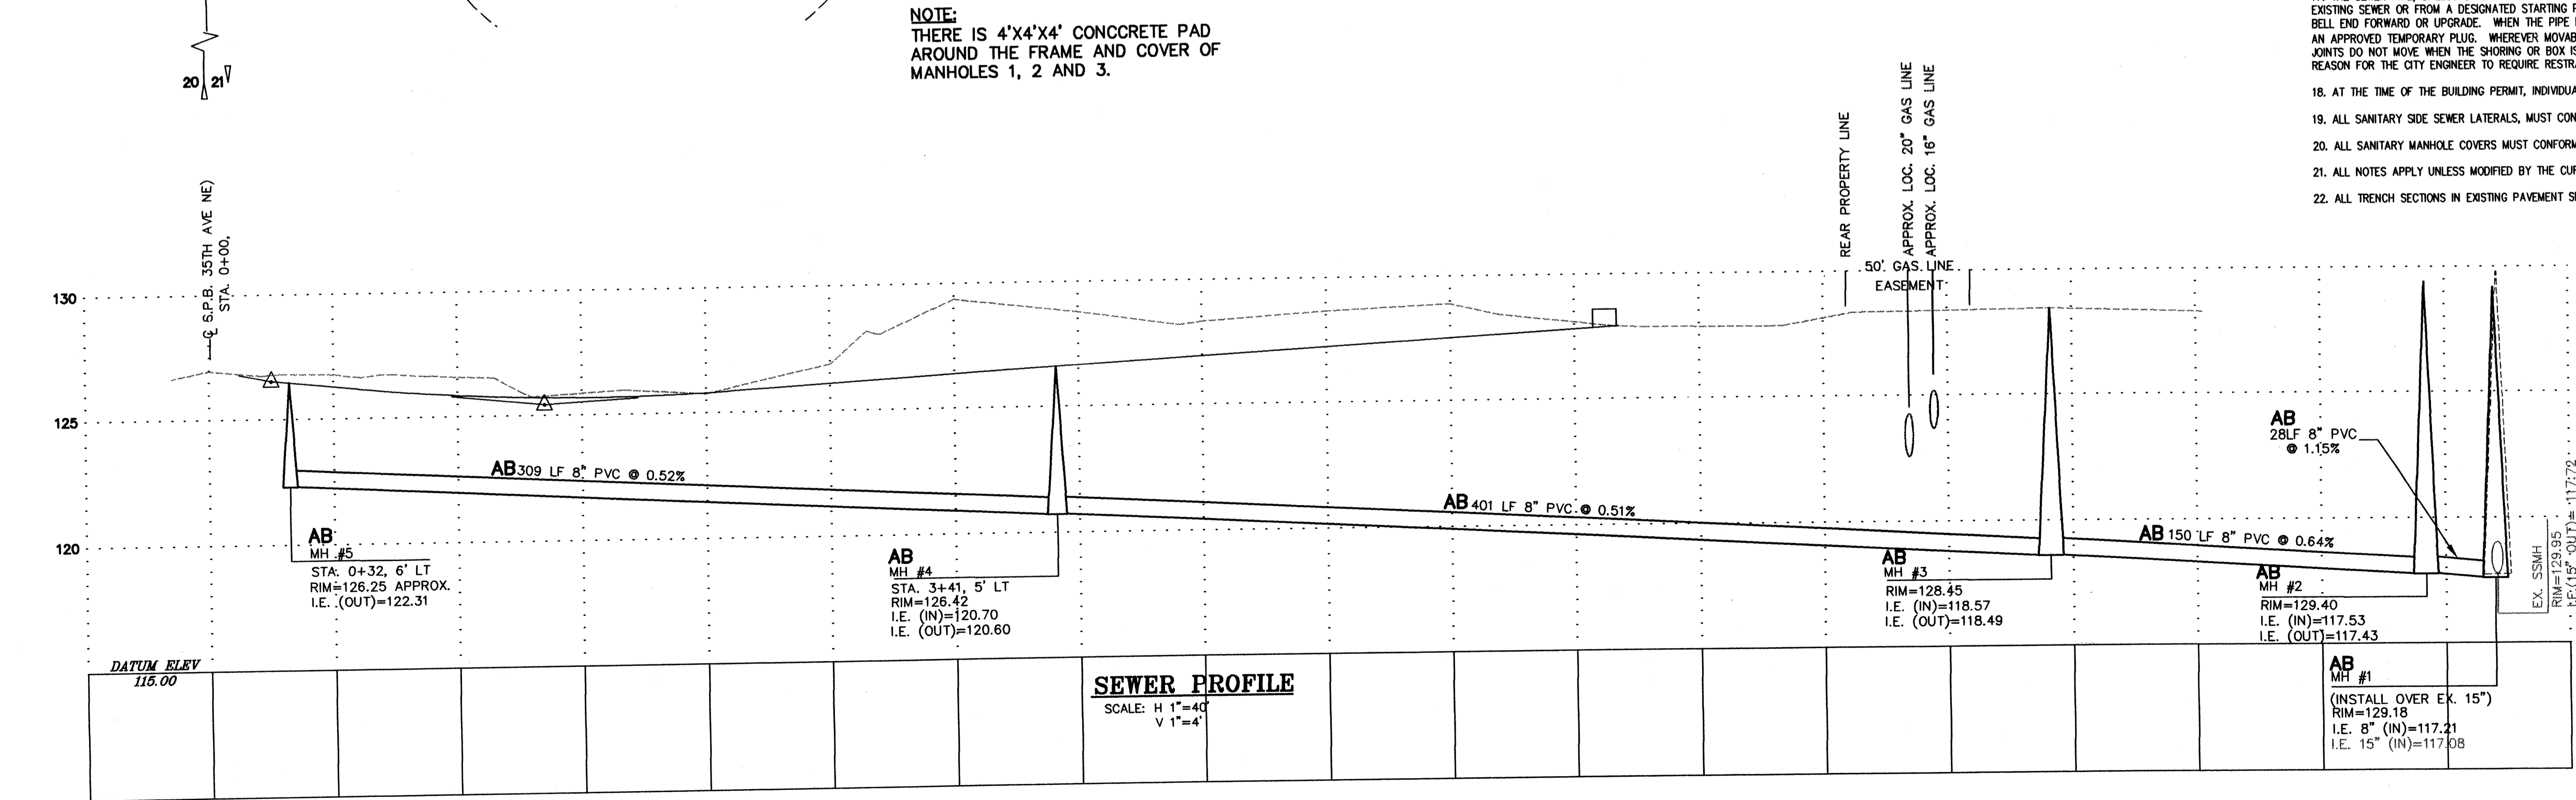 NOTE:
THERE IS 4'X4'X4' CONCCRETE PAD
AROUND THE FRAME AND COVER OF
MANHOLES 1, 2 AND 3.
20 21
EXISTING SEWER OR FROM A DESIGNATED STARTING
BELL END FORWARD OR UPGRADE. WHEN THE PIPE
AN APPROVED TEMPORARY PLUG. WHEREVER
JOINTS DO NOT MOVE WHEN THE SHORING OR BOX IS
REASON FOR THE CITY ENGINEER TO REQUIRE
18. AT THE TIME OF THE BUILDING PERMIT,
19. ALL SANITARY SIDE SEWER LATERALS, MUST
20. ALL SANITARY MANHOLE COVERS MUST CONFORM
21. ALL NOTES APPLY UNLESS MODIFIED BY THE
22. ALL TRENCH SECTIONS IN EXISTING PAVEMENT
℄ S.P.B. 35TH AVE NE)
STA. 0+00,
REAR PROPERTY LINE
APPROX. LOC. 20" GAS LINE
APPROX. LOC. 16" GAS LINE
50' GAS LINE
EASEMENT
130
125
120
AB 309 LF 8" PVC @ 0.52%
AB 401 LF 8" PVC @ 0.51%
AB 150 LF 8" PVC @ 0.64%
AB
28LF 8" PVC
@ 1.15%
AB
MH #5
STA. 0+32, 6' LT
RIM=126.25 APPROX.
I.E. (OUT)=122.31
AB
MH #4
STA. 3+41, 5' LT
RIM=126.42
I.E. (IN)=120.70
I.E. (OUT)=120.60
AB
MH #3
RIM=128.45
I.E. (IN)=118.57
I.E. (OUT)=118.49
AB
MH #2
RIM=129.40
I.E. (IN)=117.53
I.E. (OUT)=117.43
EX. SSMH
RIM=129.95
I.E.(15" OUT)= 117.72
AB
MH #1
(INSTALL OVER EX. 15")
RIM=129.18
I.E. 8" (IN)=117.21
I.E. 15" (IN)=117.08
DATUM ELEV
115.00
SEWER PROFILE
SCALE: H 1"=40'
V 1"=4'